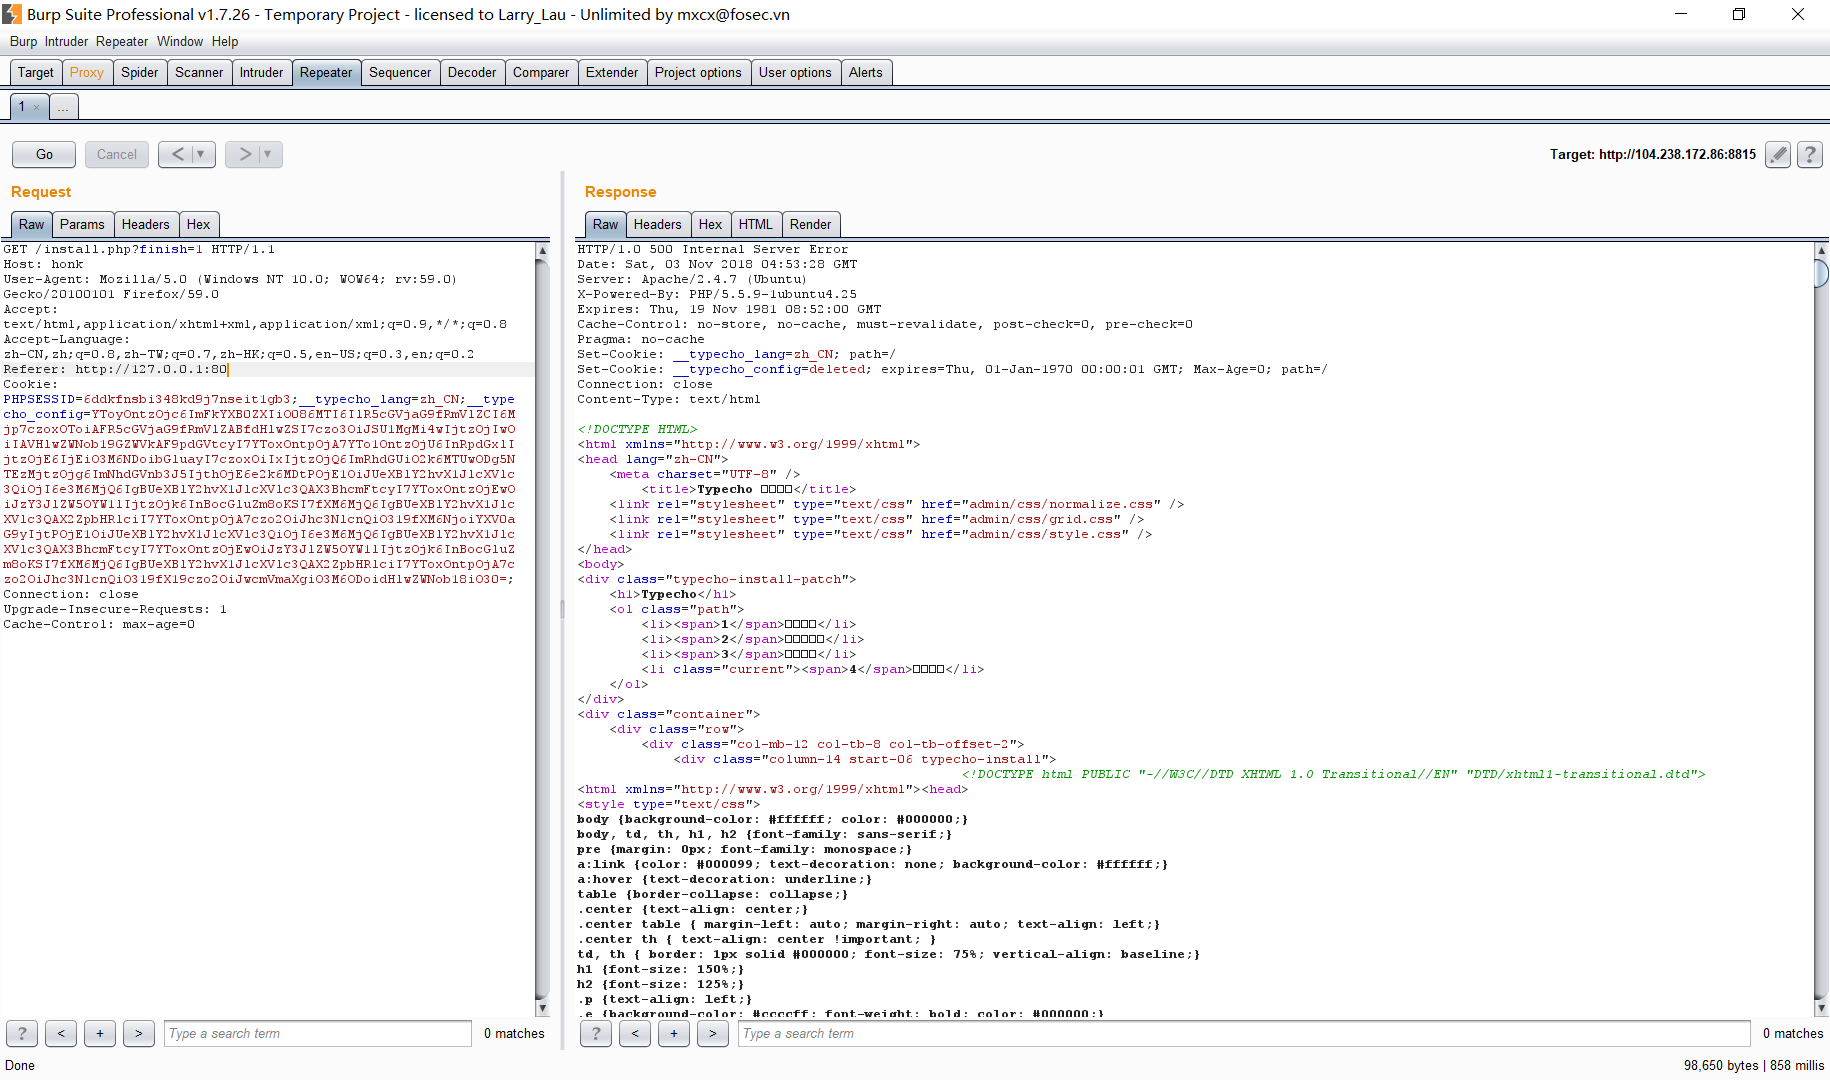 Burp Suite Professional v1.7.26 - Temporary Project - licensed to Larry_Lau - Unlimited by mxcx@fosec.vn
Burp Intruder Repeater Window Help
Target Proxy Spider Scanner Intruder Repeater Sequencer Decoder Comparer Extender Project options User options Alerts
1 × ...
Go Cancel < > Target: http://104.238.172.86:8815 ?
Request
Raw Params Headers Hex
GET /install.php?finish=1 HTTP/1.1
Host: honk
User-Agent: Mozilla/5.0 (Windows NT 10.0; WOW64; rv:59.0)
Gecko/20100101 Firefox/59.0
Accept:
text/html,application/xhtml+xml,application/xml;q=0.9,*/*;q=0.8
Accept-Language:
zh-CN,zh;q=0.8,zh-TW;q=0.7,zh-HK;q=0.5,en-US;q=0.3,en;q=0.2
Referer: http://127.0.0.1:80
Cookie:
PHPSESSID=6ddkfnsbi348kd9j7nseit1gb3;__typecho_lang=zh_CN;__type
Connection: close
Upgrade-Insecure-Requests: 1
Cache-Control: max-age=0
? < + > Type a search term 0 matches
Response
Raw Headers Hex HTML Render
HTTP/1.0 500 Internal Server Error
Date: Sat, 03 Nov 2018 04:53:28 GMT
Server: Apache/2.4.7 (Ubuntu)
X-Powered-By: PHP/5.5.9-1ubuntu4.25
Expires: Thu, 19 Nov 1981 08:52:00 GMT
Cache-Control: no-store, no-cache, must-revalidate, post-check=0, pre-check=0
Pragma: no-cache
Set-Cookie: __typecho_lang=zh_CN; path=/
Set-Cookie: __typecho_config=deleted; expires=Thu, 01-Jan-1970 00:00:01 GMT; Max-Age=0; path=/
Connection: close
Content-Type: text/html
<!DOCTYPE HTML>
<html xmlns="http://www.w3.org/1999/xhtml">
<head lang="zh-CN">
<meta charset="UTF-8" />
<title>Typecho □□□□</title>
<link rel="stylesheet" type="text/css" href="admin/css/normalize.css" />
<link rel="stylesheet" type="text/css" href="admin/css/grid.css" />
<link rel="stylesheet" type="text/css" href="admin/css/style.css" />
</head>
<body>
<div class="typecho-install-patch">
<h1>Typecho</h1>
<ol class="path">
<li><span>1</span>□□□□</li>
<li><span>2</span>□□□□□</li>
<li><span>3</span>□□□□</li>
<li class="current"><span>4</span>□□□□</li>
</ol>
</div>
<div class="container">
<div class="row">
<div class="col-mb-12 col-tb-8 col-tb-offset-2">
<div class="column-14 start-06 typecho-install">
<!DOCTYPE html PUBLIC "-//W3C//DTD XHTML 1.0 Transitional//EN" "DTD/xhtml1-transitional.dtd">
<html xmlns="http://www.w3.org/1999/xhtml"><head>
<style type="text/css">
body {background-color: #ffffff; color: #000000;}
body, td, th, h1, h2 {font-family: sans-serif;}
pre {margin: 0px; font-family: monospace;}
a:link {color: #000099; text-decoration: none; background-color: #ffffff;}
a:hover {text-decoration: underline;}
table {border-collapse: collapse;}
.center {text-align: center;}
.center table { margin-left: auto; margin-right: auto; text-align: left;}
.center th { text-align: center !important; }
td, th { border: 1px solid #000000; font-size: 75%; vertical-align: baseline;}
h1 {font-size: 150%;}
h2 {font-size: 125%;}
.p {text-align: left;}
.e {background-color: #ccccff; font-weight: bold; color: #000000;}
? < + > Type a search term 0 matches
Done 98,650 bytes | 858 millis